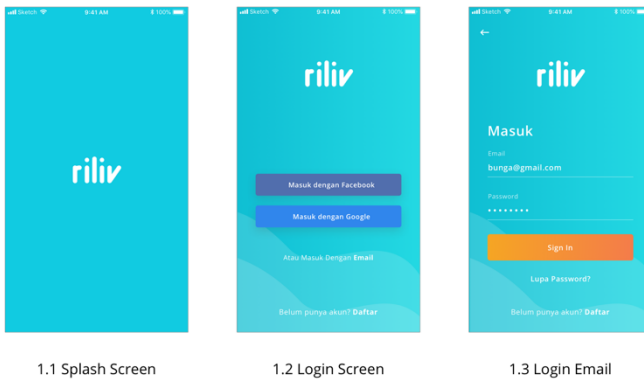 Sketch 9:41 AM 100%
riliv
1.1 Splash Screen
Sketch 9:41 AM 100%
riliv
Masuk dengan Facebook
Masuk dengan Google
Atau Masuk Dengan Email
Belum punya akun? Daftar
1.2 Login Screen
Sketch 9:41 AM 100%
riliv
Masuk
Email
bunga@gmail.com
Password
Sign In
Lupa Password?
Belum punya akun? Daftar
1.3 Login Email